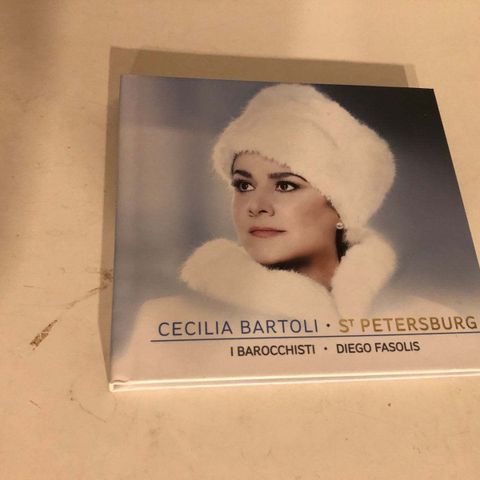 CECILIA BARTOLI · ST PETERSBURG
I BAROCCHISTI · DIEGO FASOLIS